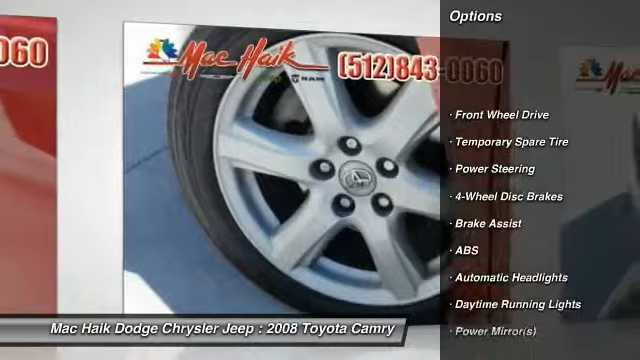 Options
0060
Mac Haik
RAM
(512)843-0060
· Front Wheel Drive
· Temporary Spare Tire
· Power Steering
· 4-Wheel Disc Brakes
· Brake Assist
· ABS
· Automatic Headlights
· Daytime Running Lights
· Power Mirror(s)
Mac Haik Dodge Chrysler Jeep : 2008 Toyota Camry